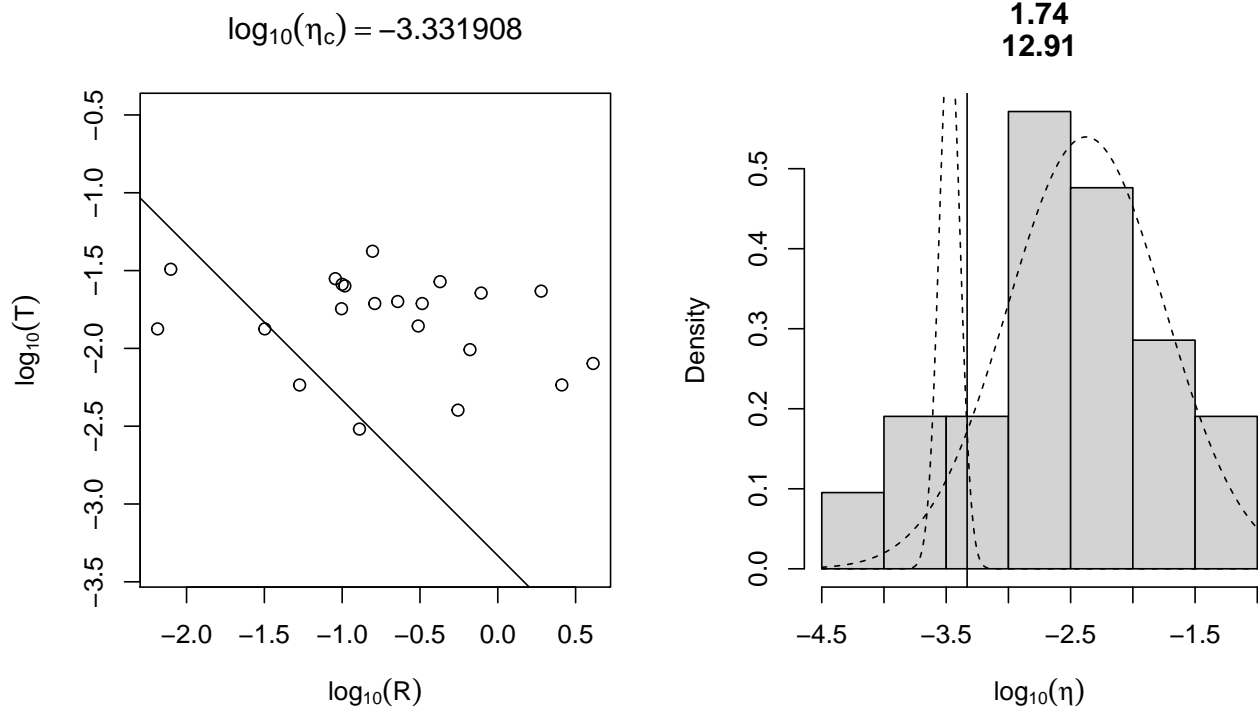 log₁₀(η_c) = −3.331908
−0.5
−1.0
−1.5
−2.0
−2.5
−3.0
−3.5
log₁₀(T)
−2.0 −1.5 −1.0 −0.5 0.0 0.5
log₁₀(R)
1.74
12.91
0.5
0.4
0.3
0.2
0.1
0.0
Density
−4.5 −3.5 −2.5 −1.5
log₁₀(η)